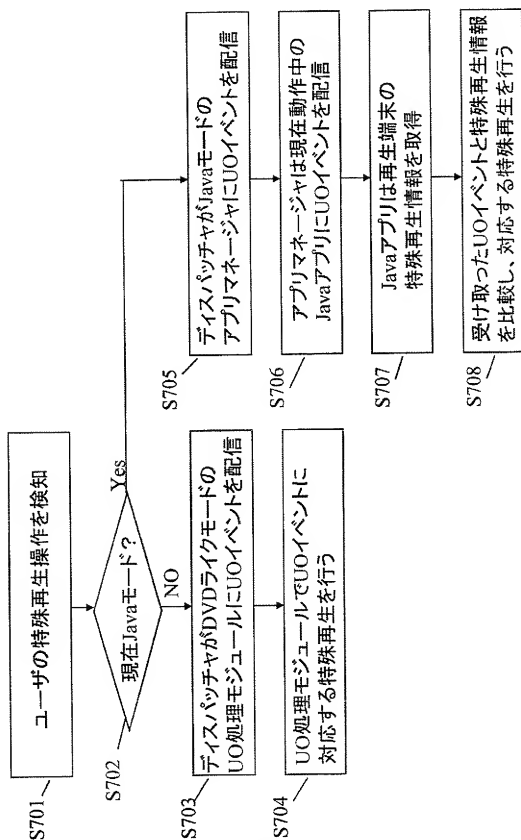 S701
ユーザの特殊再生操作を検知
S702
現在Javaモード？
Yes
NO
S703
ディスパッチャがDVDライクモードの
UO処理モジュールにUOイベントを配信
S704
UO処理モジュールでUOイベントに
対応する特殊再生を行う
S705
ディスパッチャがJavaモードの
アプリマネージャにUOイベントを配信
S706
アプリマネージャは現在動作中の
JavaアプリにUOイベントを配信
S707
Javaアプリは再生端末の
特殊再生情報を取得
S708
受け取ったUOイベントと特殊再生情報
を比較し、対応する特殊再生を行う